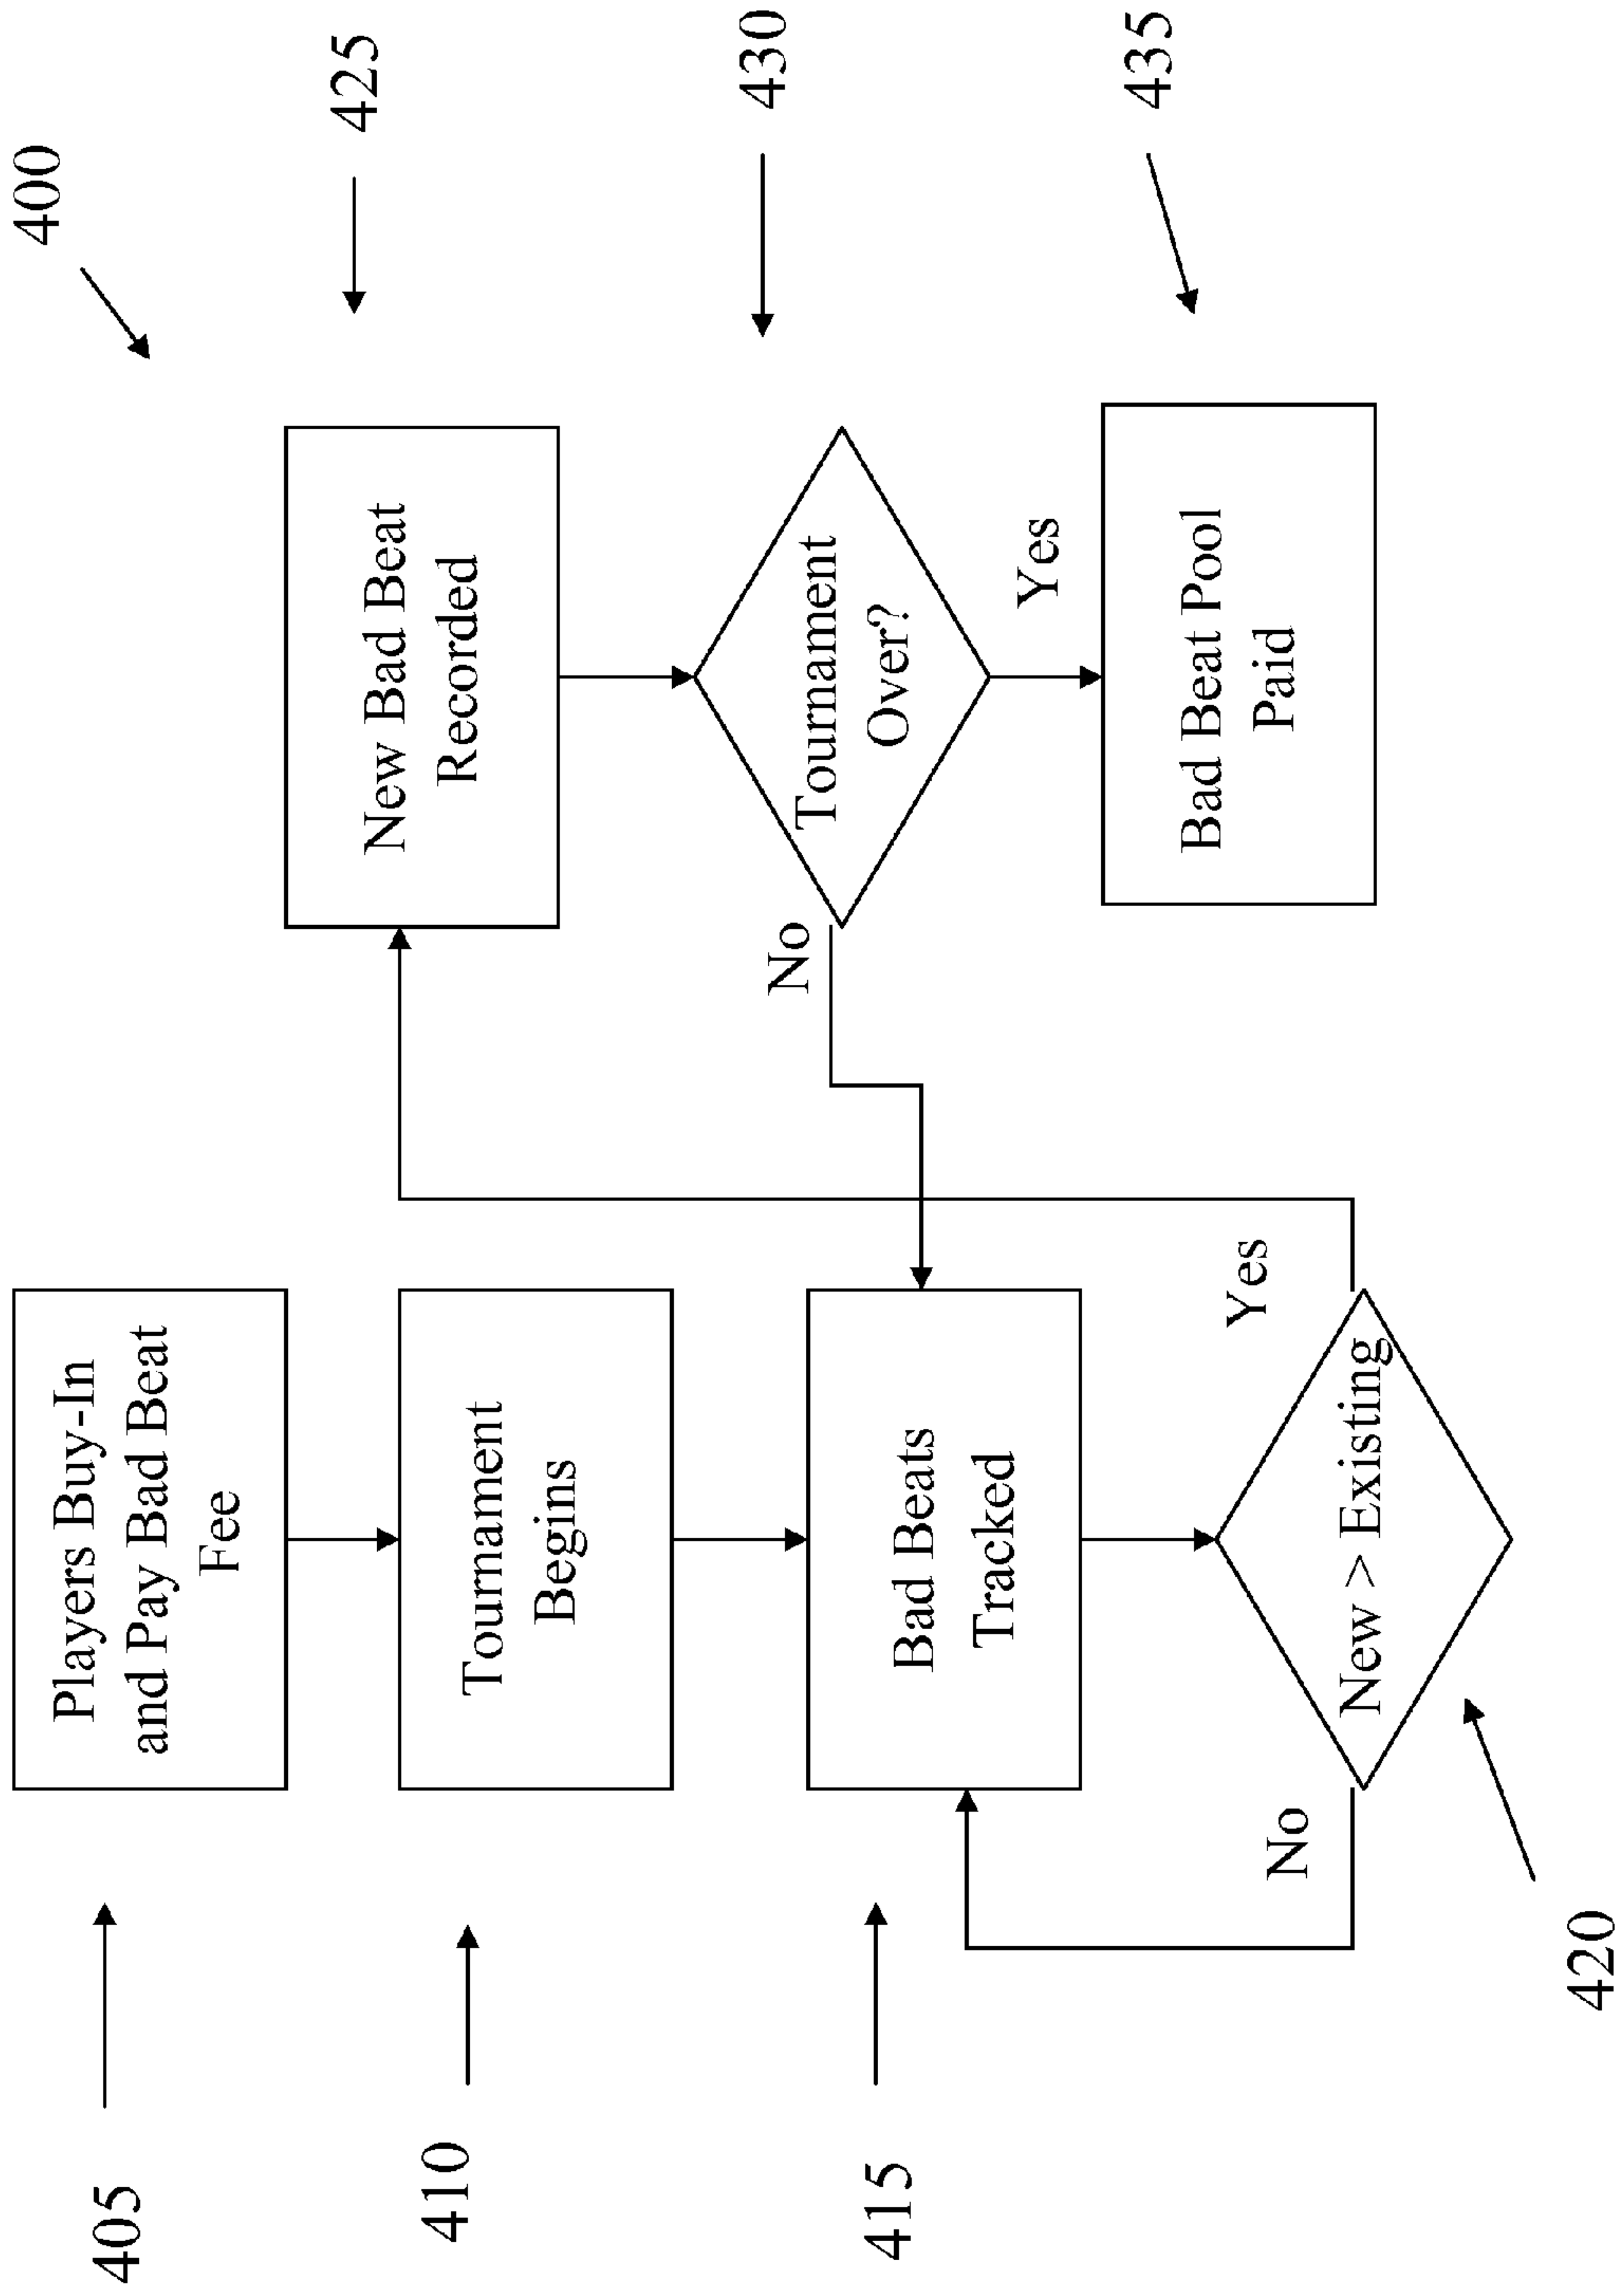 400
405
Players Buy-In
and Pay Bad Beat
Fee
410
Tournament
Begins
415
Bad Beats
Tracked
420
New > Existing
No
Yes
425
New Bad Beat
Recorded
430
Tournament
Over?
No
Yes
435
Bad Beat Pool
Paid